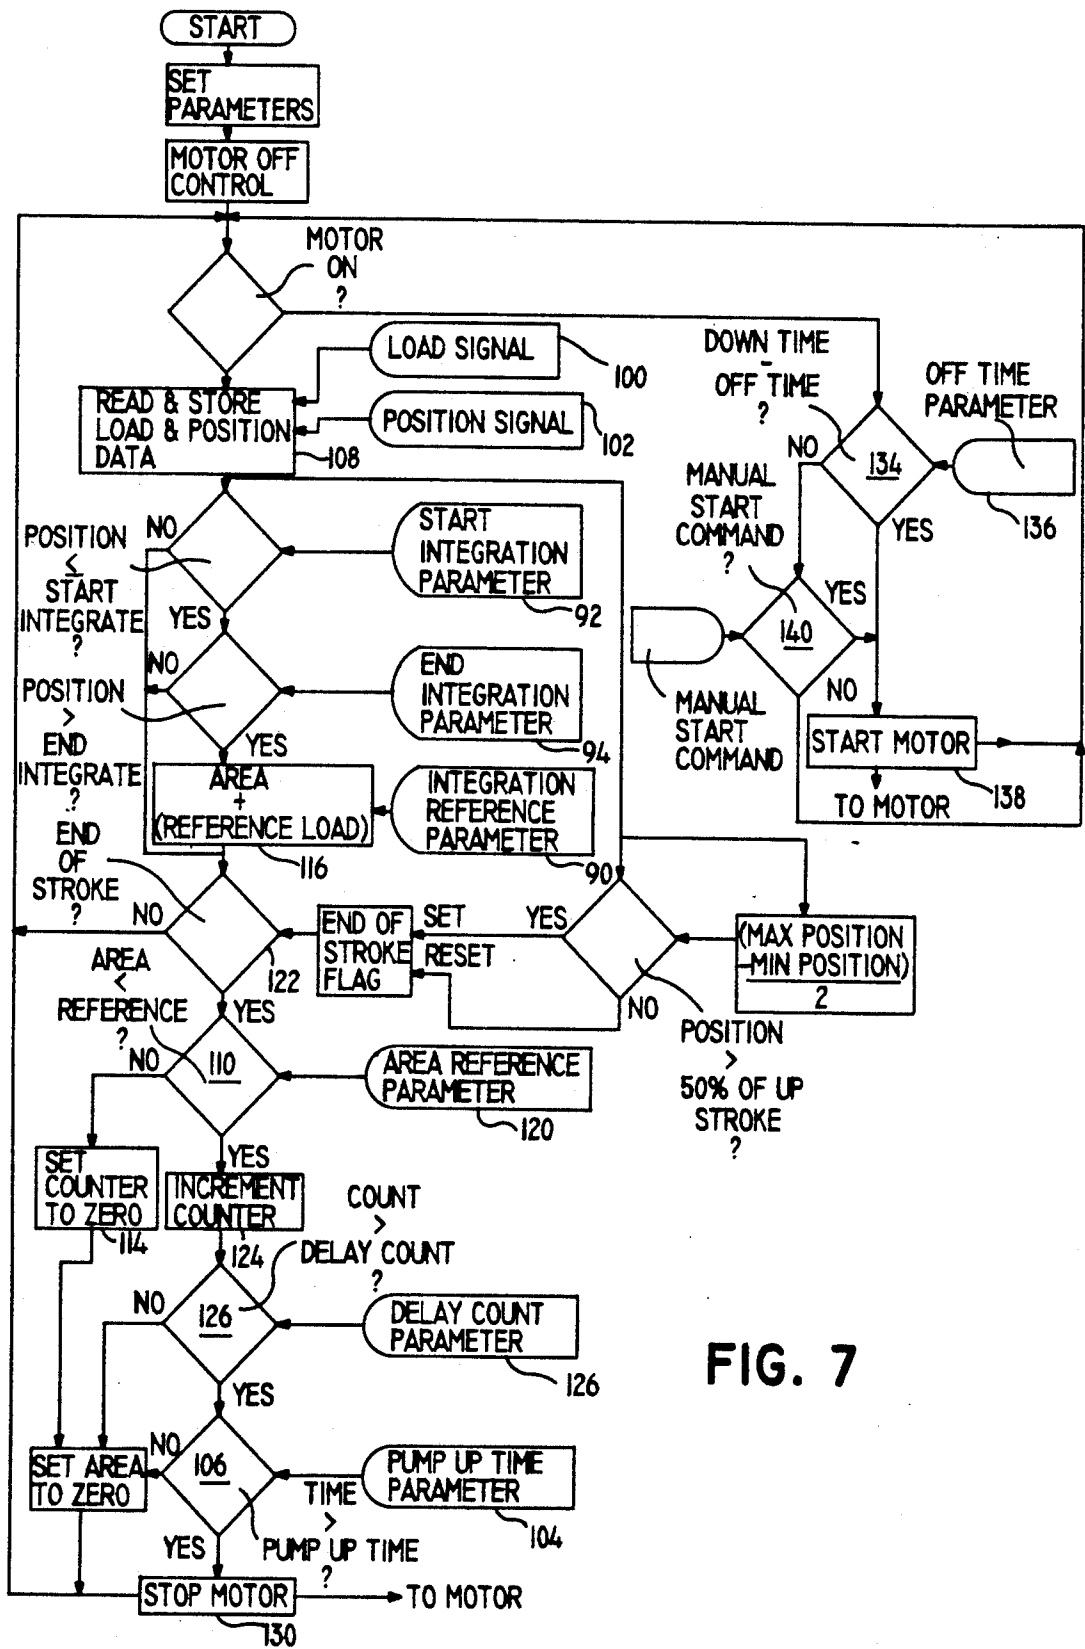 START
SET
PARAMETERS
MOTOR OFF
CONTROL
MOTOR
ON
?
LOAD SIGNAL
100
READ & STORE
LOAD & POSITION
DATA
108
POSITION SIGNAL
102
DOWN TIME
–
OFF TIME
?
OFF TIME
PARAMETER
NO
134
YES
136
MANUAL
START
COMMAND
?
YES
140
NO
MANUAL
START
COMMAND
START MOTOR
138
TO MOTOR
NO
POSITION
≤
START
INTEGRATE
?
START
INTEGRATION
PARAMETER
92
YES
NO
POSITION
>
END
INTEGRATE
?
END
INTEGRATION
PARAMETER
94
YES
AREA
+
(REFERENCE LOAD)
116
INTEGRATION
REFERENCE
PARAMETER
90
END
OF
STROKE
?
NO
122
END OF
STROKE
FLAG
SET
RESET
YES
NO
(MAX POSITION
–MIN POSITION)
2
POSITION
>
50% OF UP
STROKE
?
YES
AREA
<
REFERENCE
?
NO
110
AREA REFERENCE
PARAMETER
120
YES
SET
COUNTER
TO ZERO
114
INCREMENT
COUNTER
124
COUNT
>
DELAY COUNT
?
NO
126
DELAY COUNT
PARAMETER
126
YES
NO
106
SET AREA
TO ZERO
PUMP UP TIME
PARAMETER
104
TIME
>
PUMP UP TIME
?
YES
STOP MOTOR
130
TO MOTOR
FIG. 7